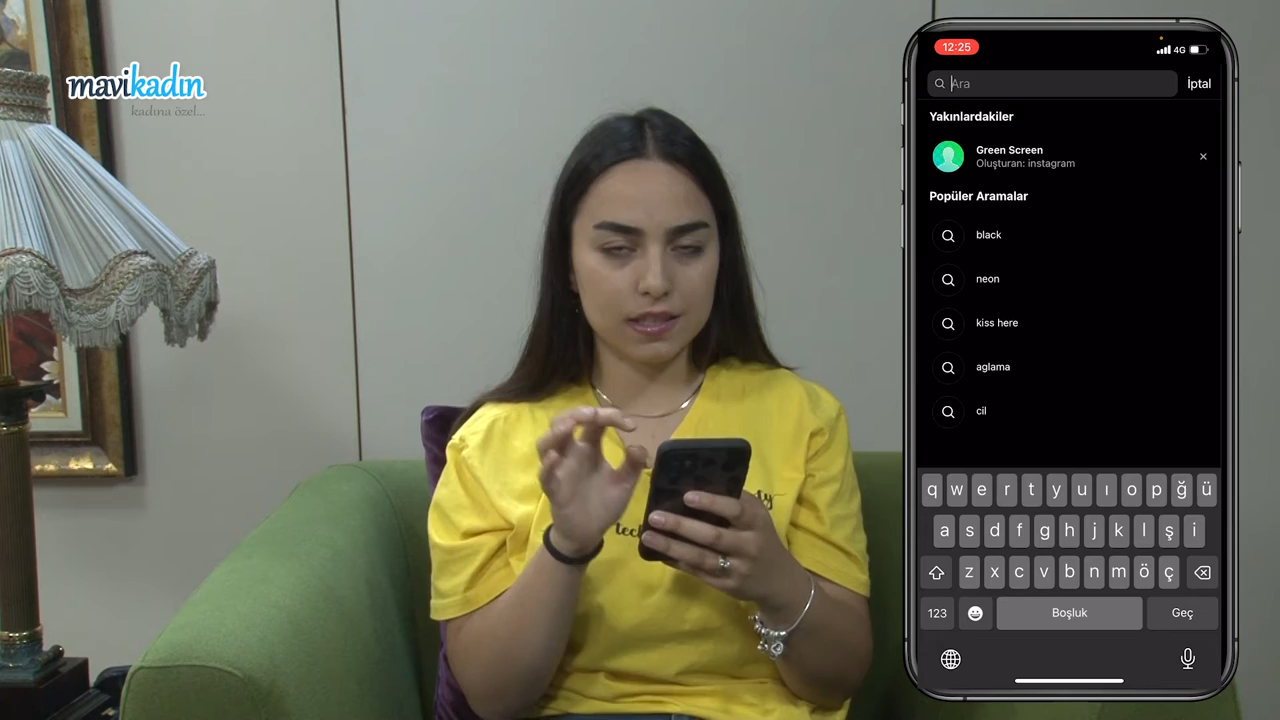 mavikadın
kadına özel...
12:25
4G
Ara
İptal
Yakınlardakiler
Green Screen
Oluşturan: instagram
Popüler Aramalar
black
neon
kiss here
aglama
cil
q w e r t y u ı o p ğ ü
a s d f g h j k l ş i
z x c v b n m ö ç
123
Boşluk
Geç